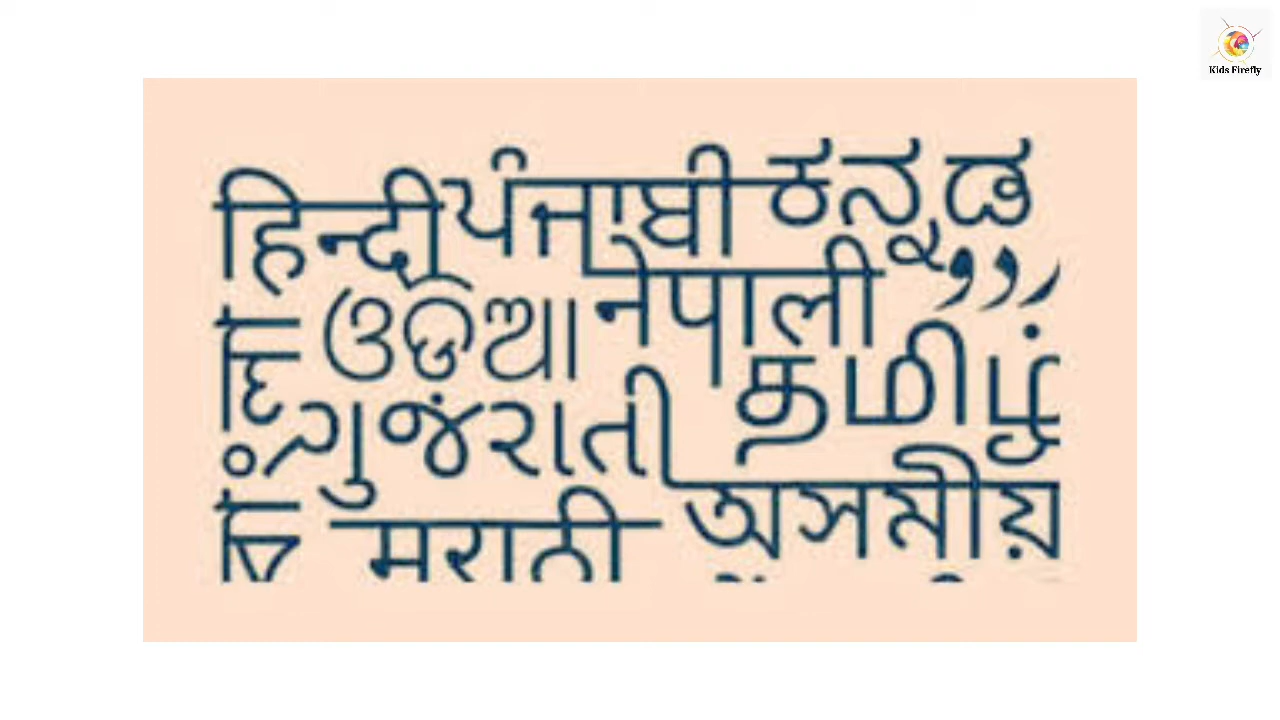 Kids Firefly
हिन्दी पंजाबी ಕನ್ನಡ
ଓଡ଼ିଆ नेपाली
தமிழ்
ગુજરાતી
मराठी অসমীয়